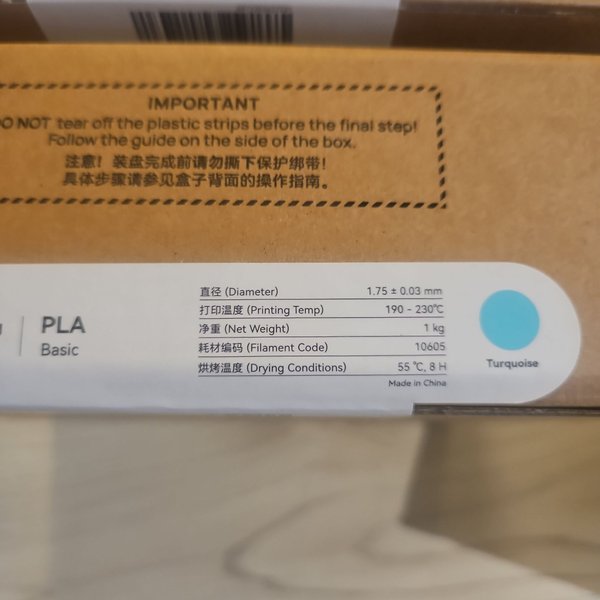 IMPORTANT
DO NOT tear off the plastic strips before the final step!
Follow the guide on the side of the box.
注意！装盘完成前请勿撕下保护绑带！
具体步骤请参见盒子背面的操作指南。
直径 (Diameter) 1.75 ± 0.03 mm
打印温度 (Printing Temp) 190 - 230℃
净重 (Net Weight) 1 kg
耗材编码 (Filament Code) 10605
烘烤温度 (Drying Conditions) 55 ℃, 8 H
Made in China
PLA
Basic
Turquoise